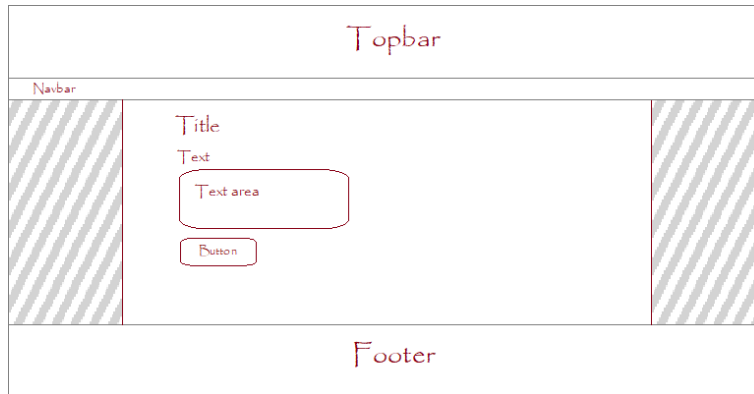 Topbar
Navbar
Title
Text
Text area
Button
Footer